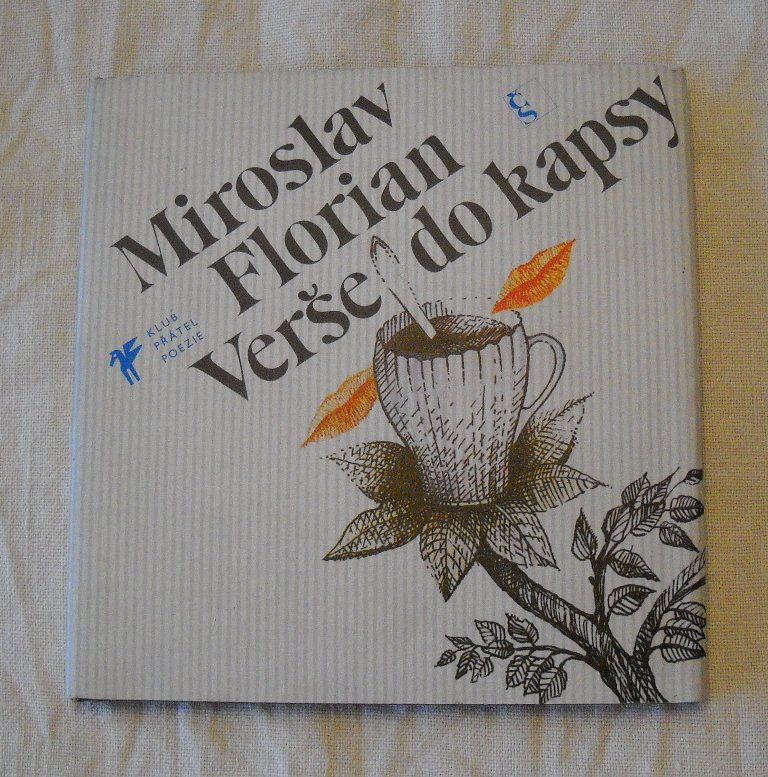 Miroslav
Florian
Verše do kapsy
KLUB
PŘÁTEL
POEZIE
čs